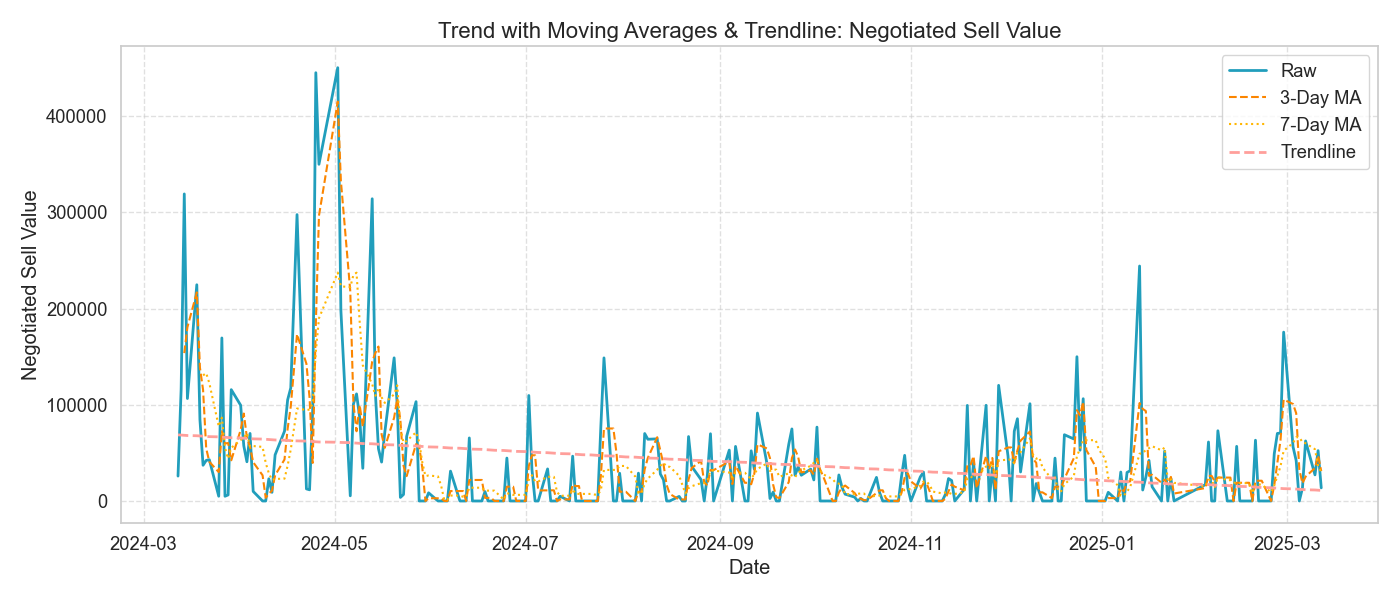 Trend with Moving Averages & Trendline: Negotiated Sell Value
Raw
3-Day MA
7-Day MA
Trendline
Negotiated Sell Value
400000
300000
200000
100000
0
2024-03
2024-05
2024-07
2024-09
2024-11
2025-01
2025-03
Date